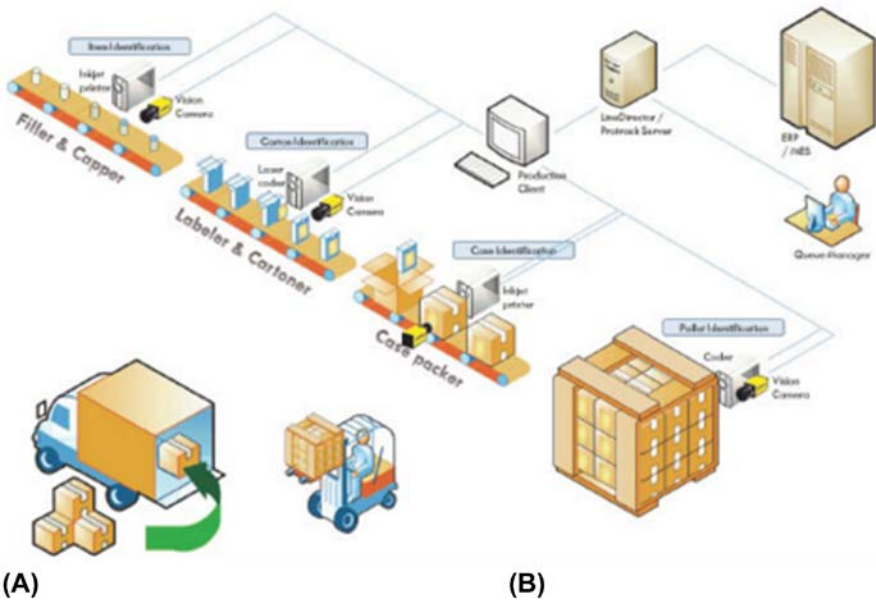 Item Identification
Inkjet
printer
Vision
Camera
Filler & Capper
Carton Identification
Laser
coder
Vision
Camera
Labeler & Cartoner
Case Identification
Inkjet
printer
Case packer
Production
Client
LineDirector /
Protrack Server
ERP
/ MES
Queue manager
Pallet Identification
Coder
Vision
Camera
(A)
(B)